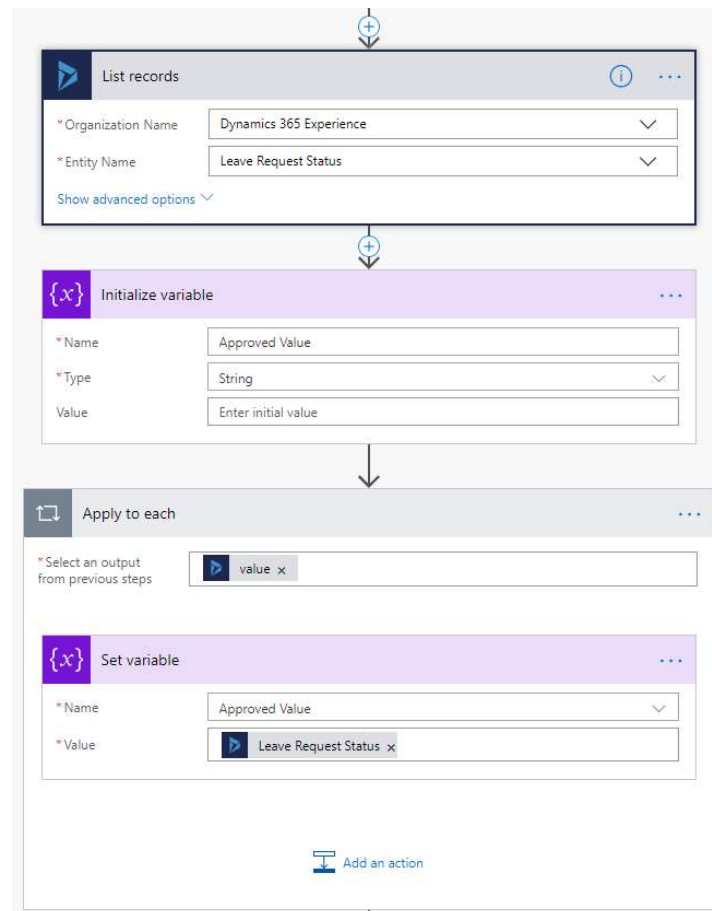 List records
* Organization Name
Dynamics 365 Experience
* Entity Name
Leave Request Status
Show advanced options
{x} Initialize variable
* Name
Approved Value
* Type
String
Value
Enter initial value
Apply to each
* Select an output
from previous steps
value x
{x} Set variable
* Name
Approved Value
* Value
Leave Request Status x
Add an action